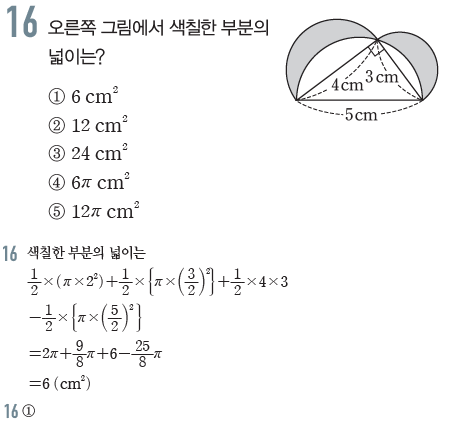 16 오른쪽 그림에서 색칠한 부분의
넓이는?
① 6 cm²
② 12 cm²
③ 24 cm²
④ 6π cm²
⑤ 12π cm²
4cm
3cm
5cm
16 색칠한 부분의 넓이는
1/2×(π×2²)+1/2×{π×(3/2)²}+1/2×4×3
−1/2×{π×(5/2)²}
=2π+9/8π+6−25/8π
=6 (cm²)
16 ①